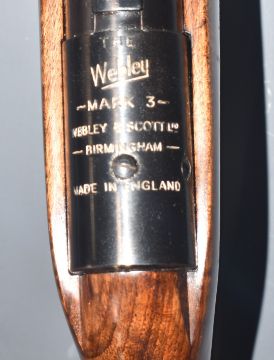 THE
Webley
~MARK 3~
WEBLEY & SCOTT LTD
— BIRMINGHAM —
MADE IN ENGLAND